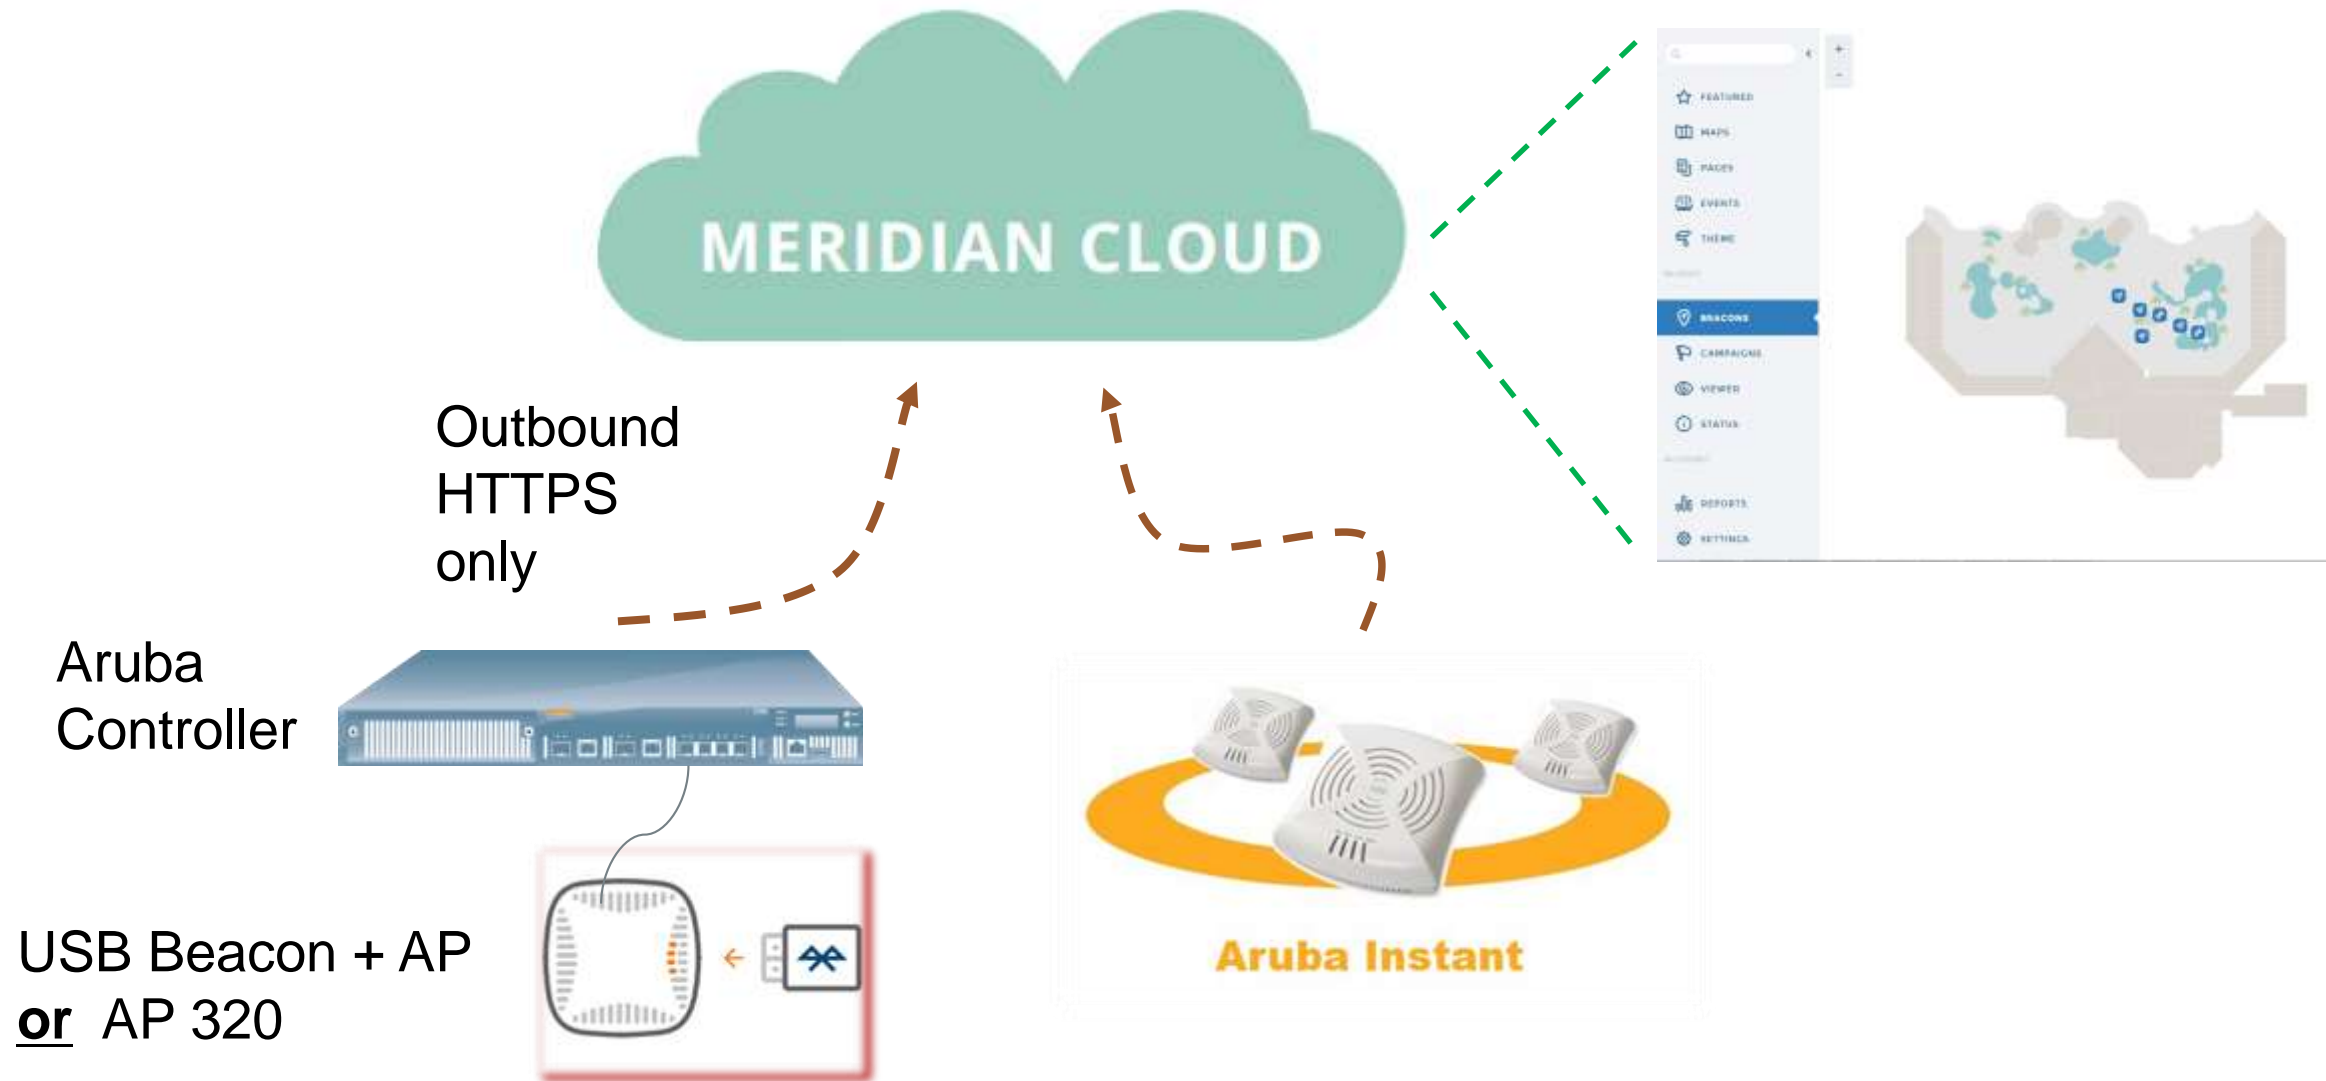 MERIDIAN CLOUD
FEATURED
MAPS
PAGES
EVENTS
THEME
BEACONS
CAMPAIGNS
VIEWER
STATUS
REPORTS
SETTINGS
Outbound
HTTPS
only
Aruba
Controller
USB Beacon + AP
or AP 320
Aruba Instant